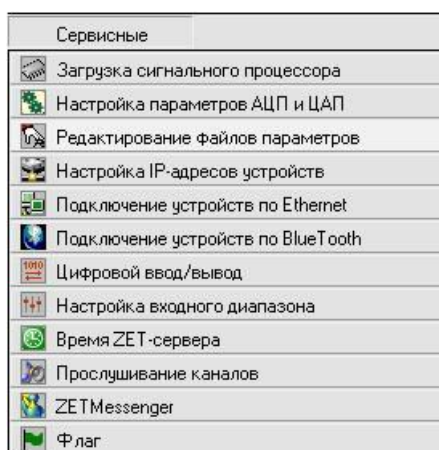 Сервисные
Загрузка сигнального процессора
Настройка параметров АЦП и ЦАП
Редактирование файлов параметров
Настройка IP-адресов устройств
Подключение устройств по Ethernet
Подключение устройств по BlueTooth
1010
Цифровой ввод/вывод
Настройка входного диапазона
Время ZET-сервера
Прослушивание каналов
ZETMessenger
Флаг